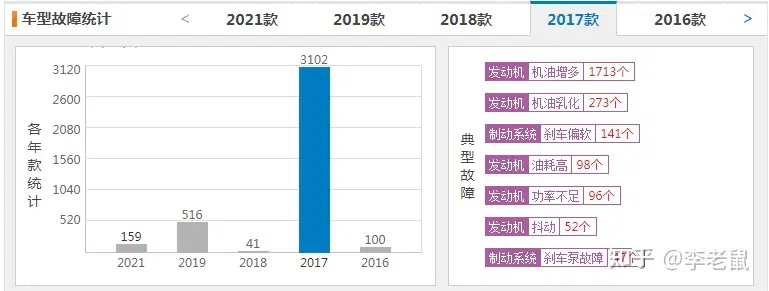 车型故障统计 < 2021款 2019款 2018款 2017款 2016款 >
各年款统计
3120
2600
2080
1560
1040
520
159
516
41
3102
100
2021 2019 2018 2017 2016
典型故障
发动机 机油增多 1713个
发动机 机油乳化 273个
制动系统 刹车偏软 141个
发动机 油耗高 98个
发动机 功率不足 96个
发动机 抖动 52个
制动系统 刹车泵故障
知乎 @李老鼠